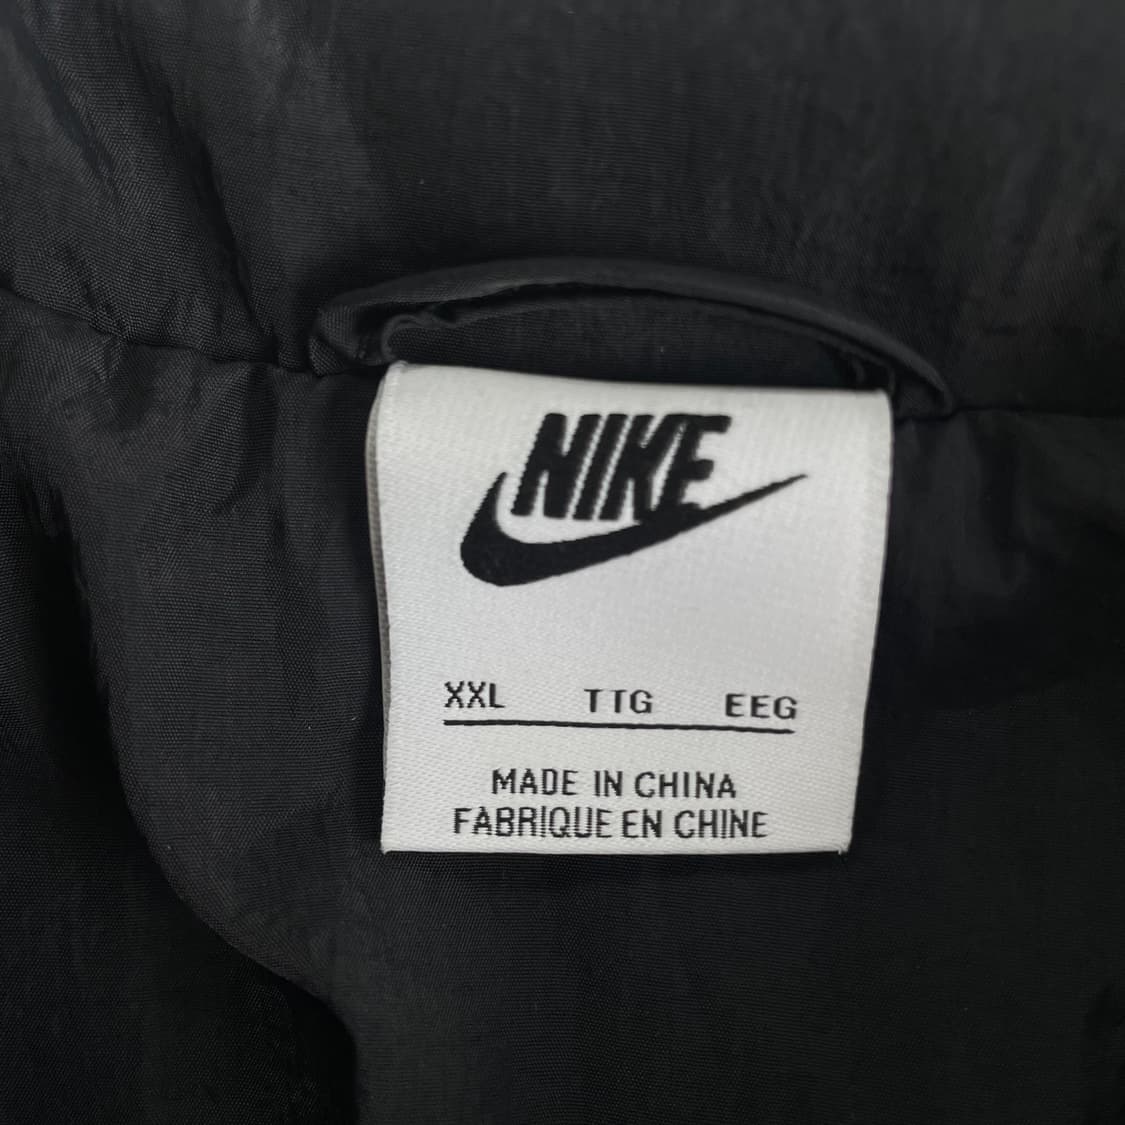 NIKE
XXL TTG EEG
MADE IN CHINA
FABRIQUE EN CHINE